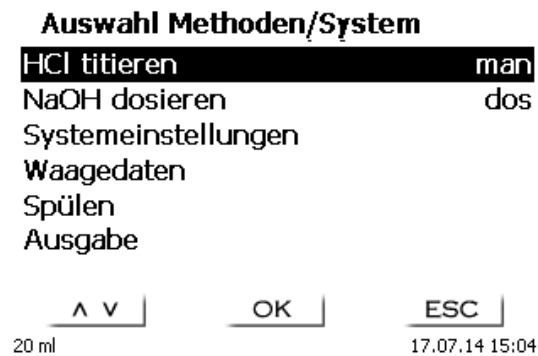 Auswahl Methoden/System
HCl titieren man
NaOH dosieren dos
Systemeinstellungen
Waagedaten
Spülen
Ausgabe
∧ ∨ OK ESC
20 ml 17.07.14 15:04